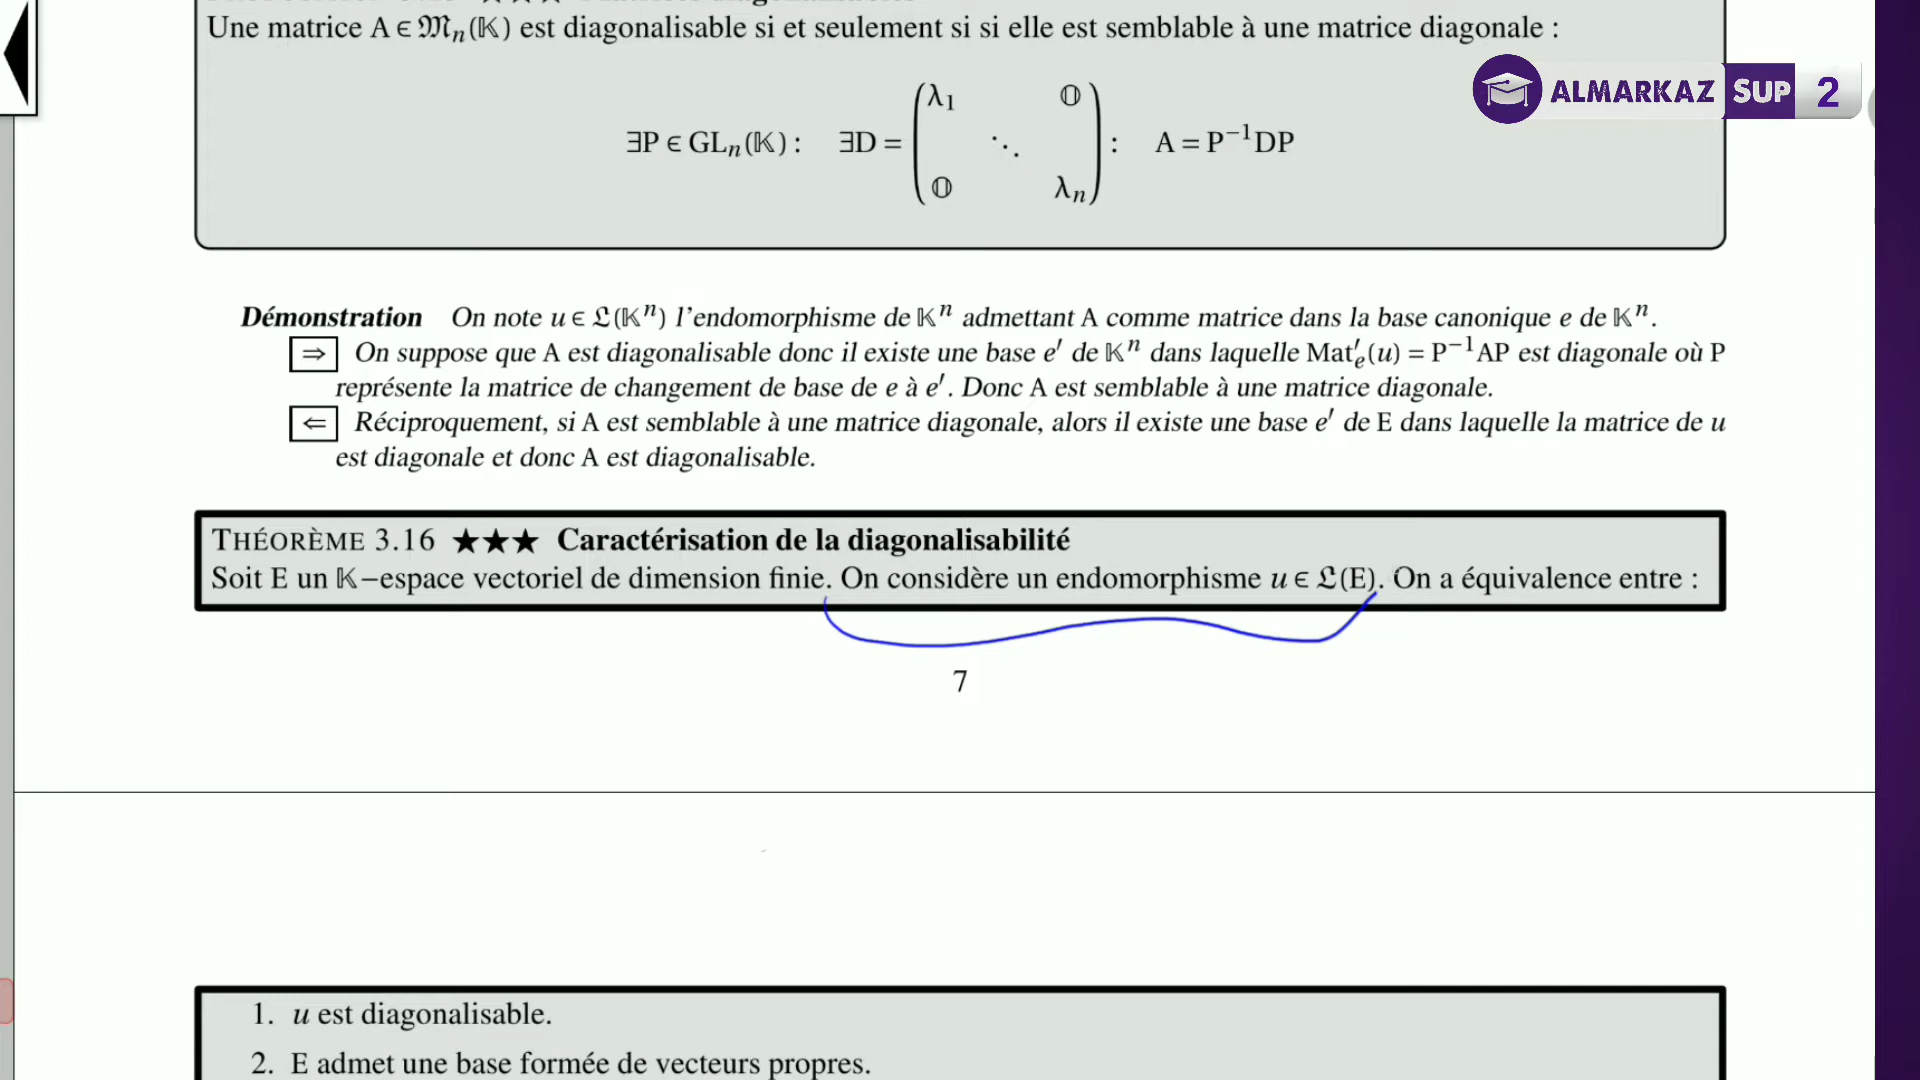 Une matrice A ∈ 𝔐n(𝕂) est diagonalisable si et seulement si si elle est semblable à une matrice diagonale :
ALMARKAZ SUP 2
∃P ∈ GLn(𝕂) : ∃D = (λ1 𝕆 ⋱ 𝕆 λn) : A = P⁻¹DP
Démonstration On note u ∈ 𝔏(𝕂ⁿ) l'endomorphisme de 𝕂ⁿ admettant A comme matrice dans la base canonique e de 𝕂ⁿ.
⇒ On suppose que A est diagonalisable donc il existe une base e′ de 𝕂ⁿ dans laquelle Mat′e(u) = P⁻¹AP est diagonale où P
représente la matrice de changement de base de e à e′. Donc A est semblable à une matrice diagonale.
⇐ Réciproquement, si A est semblable à une matrice diagonale, alors il existe une base e′ de E dans laquelle la matrice de u
est diagonale et donc A est diagonalisable.
THÉORÈME 3.16 ★★★ Caractérisation de la diagonalisabilité
Soit E un 𝕂−espace vectoriel de dimension finie. On considère un endomorphisme u ∈ 𝔏(E). On a équivalence entre :
7
1. u est diagonalisable.
2. E admet une base formée de vecteurs propres.